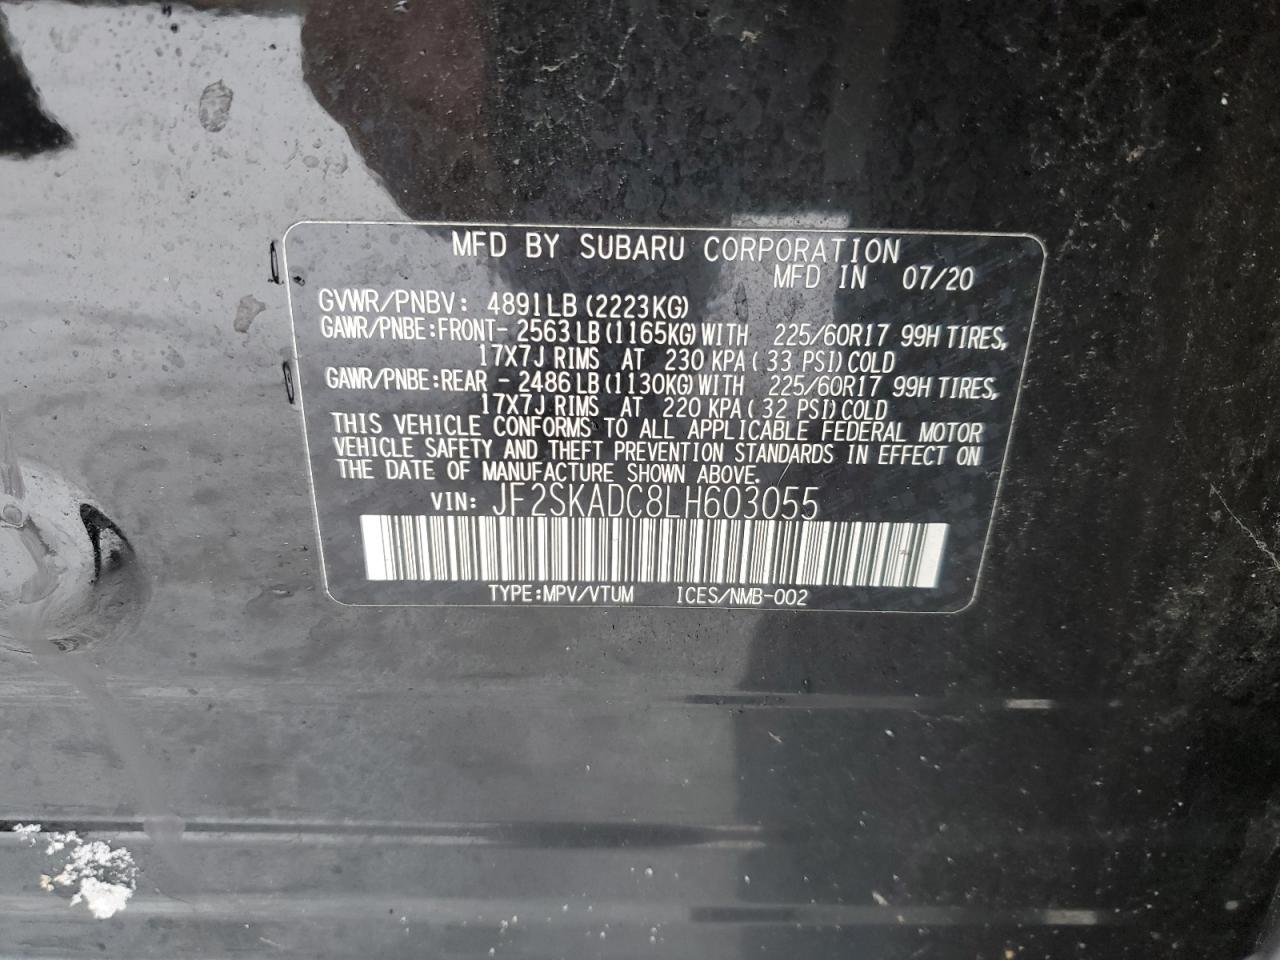 MFD BY SUBARU CORPORATION
MFD IN 07/20
GVWR/PNBV: 4891LB(2223KG)
GAWR/PNBE:FRONT- 2563LB(1165KG)WITH 225/60R17 99H TIRES,
17X7J RIMS AT 230 KPA(33 PSI)COLD
GAWR/PNBE:REAR - 2486LB(1130KG)WITH 225/60R17 99H TIRES,
17X7J RIMS AT 220 KPA(32 PSI)COLD
THIS VEHICLE CONFORMS TO ALL APPLICABLE FEDERAL MOTOR
VEHICLE SAFETY AND THEFT PREVENTION STANDARDS IN EFFECT ON
THE DATE OF MANUFACTURE SHOWN ABOVE.
VIN: JF2SKADC8LH603055
TYPE:MPV/VTUM ICES/NMB-002